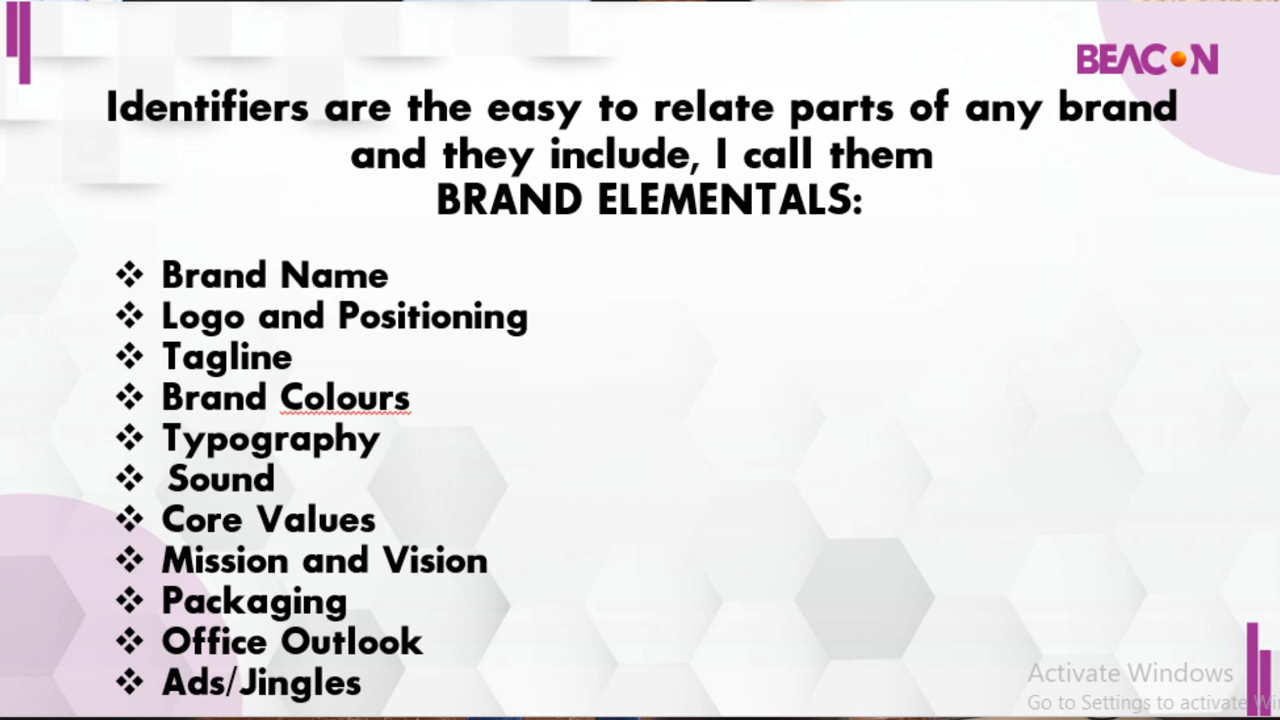 BEACON
Identifiers are the easy to relate parts of any brand
and they include, I call them
BRAND ELEMENTALS:
❖ Brand Name
❖ Logo and Positioning
❖ Tagline
❖ Brand Colours
❖ Typography
❖ Sound
❖ Core Values
❖ Mission and Vision
❖ Packaging
❖ Office Outlook
❖ Ads/Jingles
Activate Windows
Go to Settings to activate